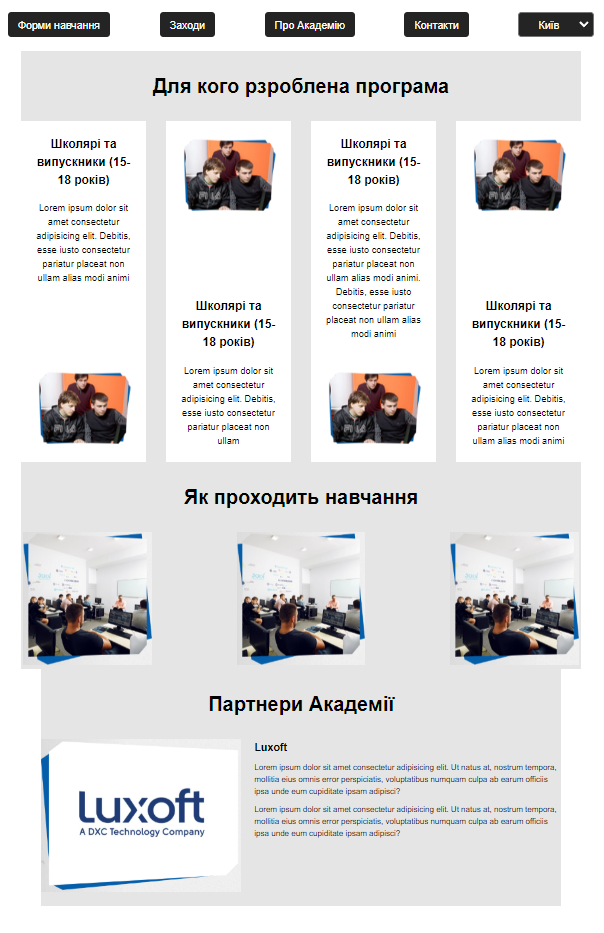 Форми навчання
Заходи
Про Академію
Контакти
Київ
Для кого рзроблена програма
Школярі та
випускники (15-
18 років)
Lorem ipsum dolor sit
amet consectetur
adipisicing elit. Debitis,
esse iusto consectetur
pariatur placeat non
ullam alias modi animi
Школярі та
випускники (15-
18 років)
Lorem ipsum dolor sit
amet consectetur
adipisicing elit. Debitis,
esse iusto consectetur
pariatur placeat non
ullam
Школярі та
випускники (15-
18 років)
Lorem ipsum dolor sit
amet consectetur
adipisicing elit. Debitis,
esse iusto consectetur
pariatur placeat non
ullam alias modi animi.
Debitis, esse iusto
consectetur pariatur
placeat non ullam alias
modi animi
Школярі та
випускники (15-
18 років)
Lorem ipsum dolor sit
amet consectetur
adipisicing elit. Debitis,
esse iusto consectetur
pariatur placeat non
ullam alias modi animi
Як проходить навчання
Партнери Академії
Luxoft
A DXC Technology Company
Luxoft
Lorem ipsum dolor sit amet consectetur adipisicing elit. Ut natus at, nostrum tempora,
mollitia eius omnis error perspiciatis, voluptatibus numquam culpa ab earum officiis
ipsa unde eum cupiditate ipsam adipisci?
Lorem ipsum dolor sit amet consectetur adipisicing elit. Ut natus at, nostrum tempora,
mollitia eius omnis error perspiciatis, voluptatibus numquam culpa ab earum officiis
ipsa unde eum cupiditate ipsam adipisci?